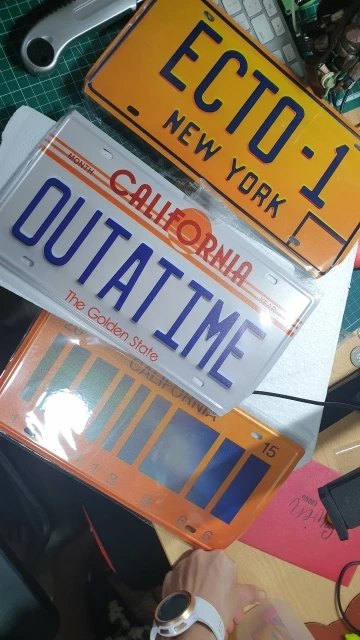 ECTO-1
NEW YORK
MONTH
CALIFORNIA
YEAR
OUTATIME
The Golden State
CALIFORNIA
15